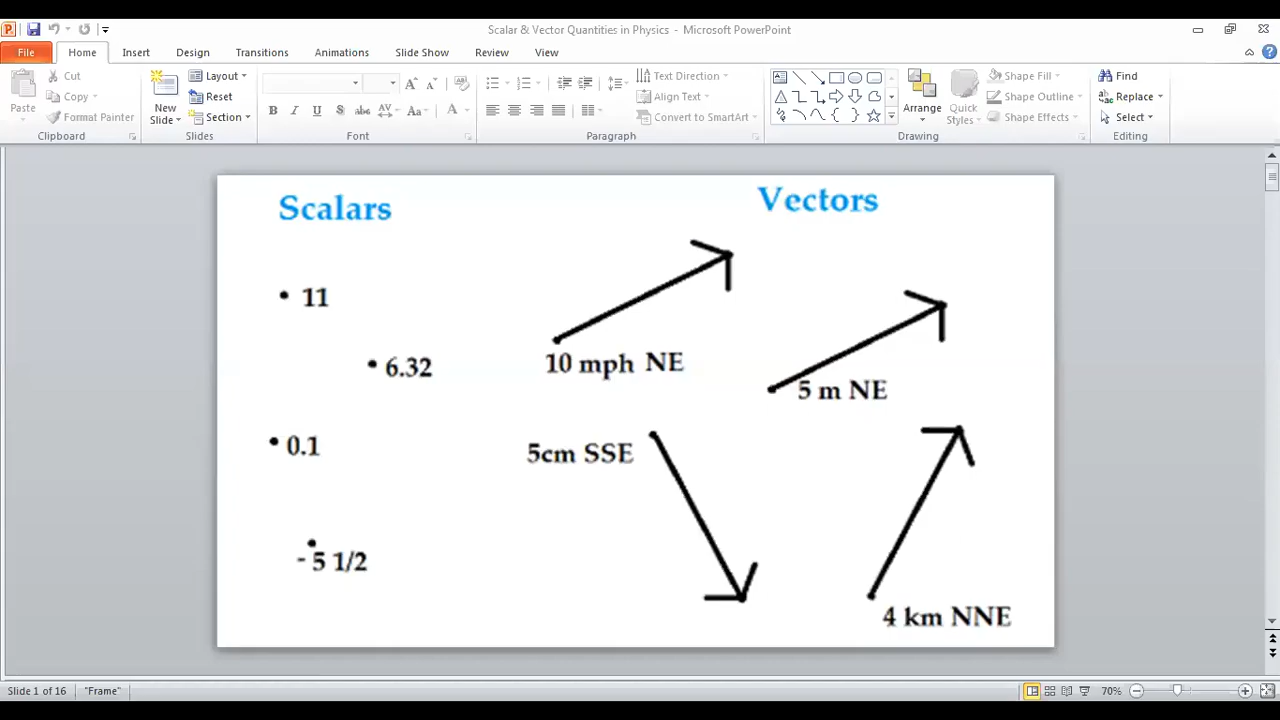 Scalar & Vector Quantities in Physics - Microsoft PowerPoint
File Home Insert Design Transitions Animations Slide Show Review View
Paste
Cut
Copy
Format Painter
Clipboard
New Slide
Layout
Reset
Section
Slides
B U S abc AV Aa A
Font
Text Direction
Align Text
Convert to SmartArt
Paragraph
Arrange
Quick Styles
Shape Fill
Shape Outline
Shape Effects
Drawing
Find
Replace
Select
Editing
Scalars
Vectors
• 11
• 6.32
10 mph NE
5 m NE
• 0.1
5cm SSE
- 5 1/2
4 km NNE
Slide 1 of 16 "Frame" 70%